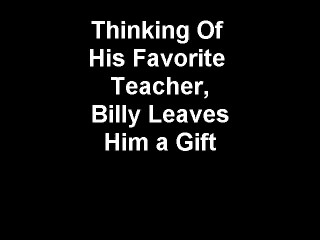 Thinking Of
His Favorite
Teacher,
Billy Leaves
Him a Gift